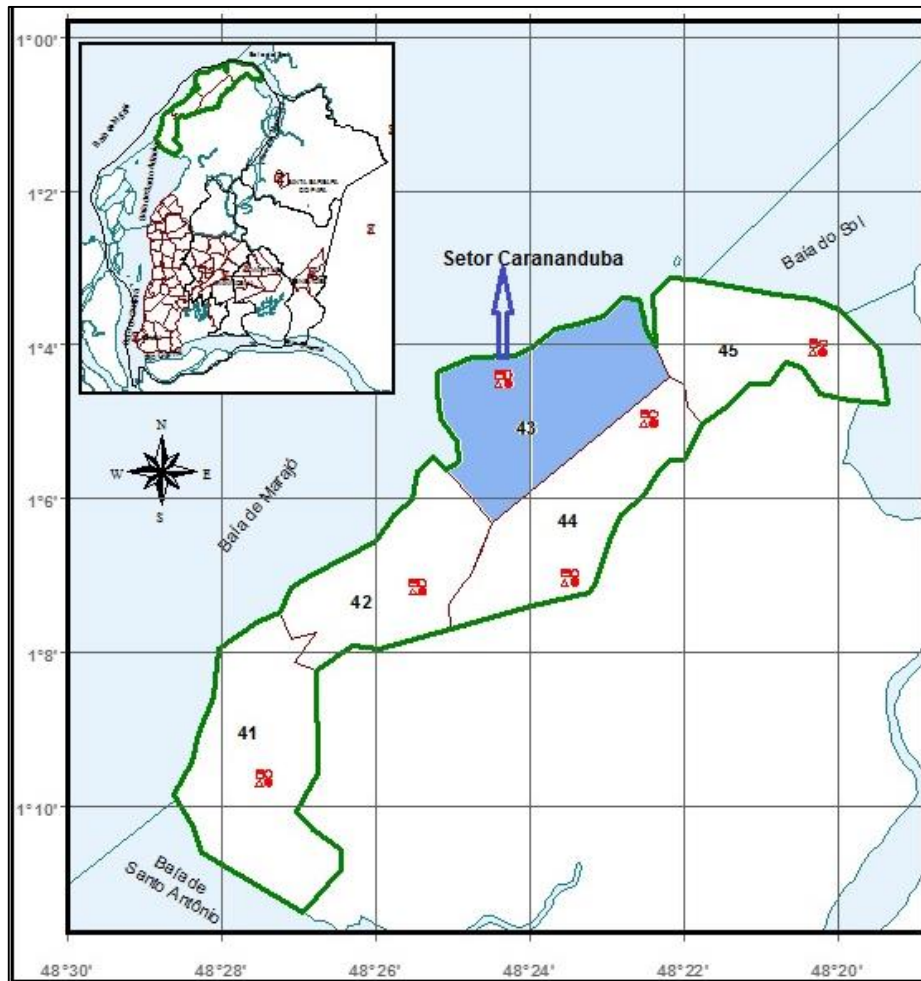 1°00'
1°2'
Setor Carananduba
Baía do Sol
1°4'
45
43
N
W E
S
Baía de Marajó
1°6'
44
42
1°8'
41
1°10'
Baía de
Santo Antônio
48°30' 48°28' 48°26' 48°24' 48°22' 48°20'